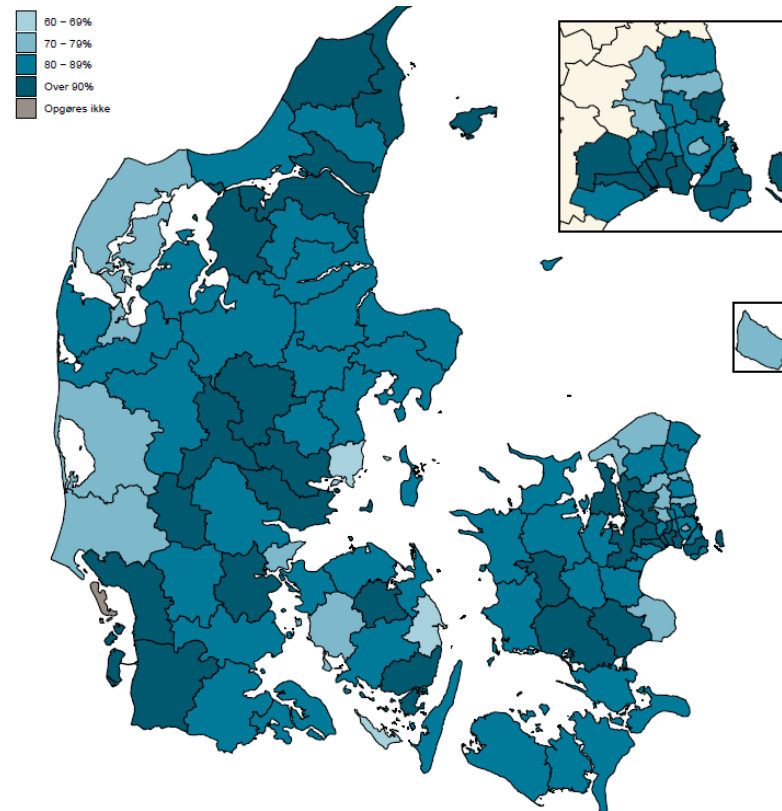 60 – 69%
70 – 79%
80 – 89%
Over 90%
Opgøres ikke